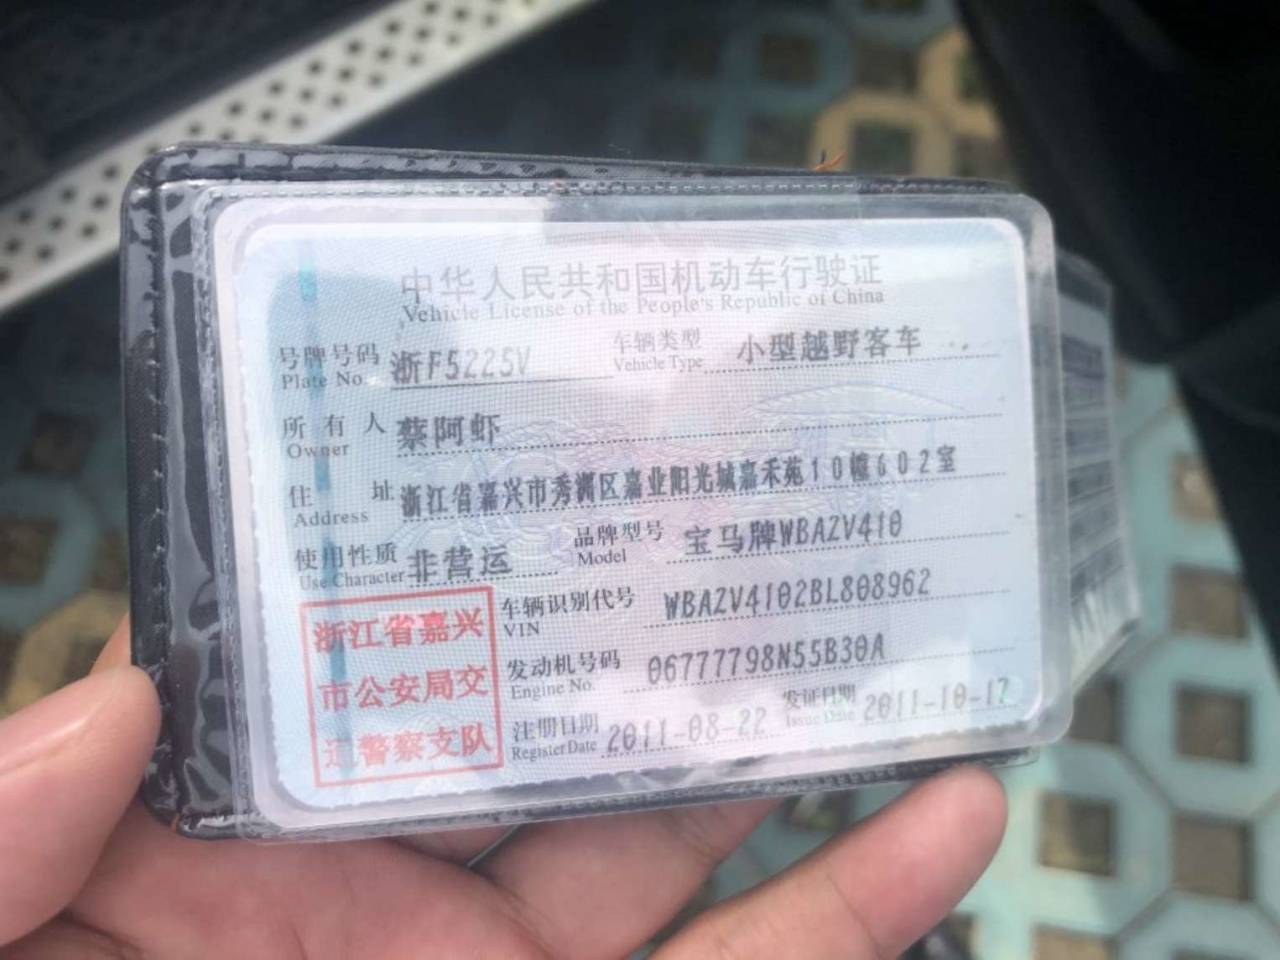 中华人民共和国机动车行驶证
Vehicle License of the People's Republic of China
号牌号码 浙F5225V 车辆类型 小型越野客车
Plate No. Vehicle Type
所有人 蔡阿虾
Owner
住址 浙江省嘉兴市秀洲区嘉业阳光城嘉禾苑10幢602室
Address
使用性质 非营运 品牌型号 宝马牌WBAZV410
Use Character Model
车辆识别代号 WBAZV4102BL808962
VIN
发动机号码 06777798N55B30A
Engine No.
注册日期 2011-08-22 发证日期 2011-10-17
Register Date Issue Date
浙江省嘉兴
市公安局交
通警察支队